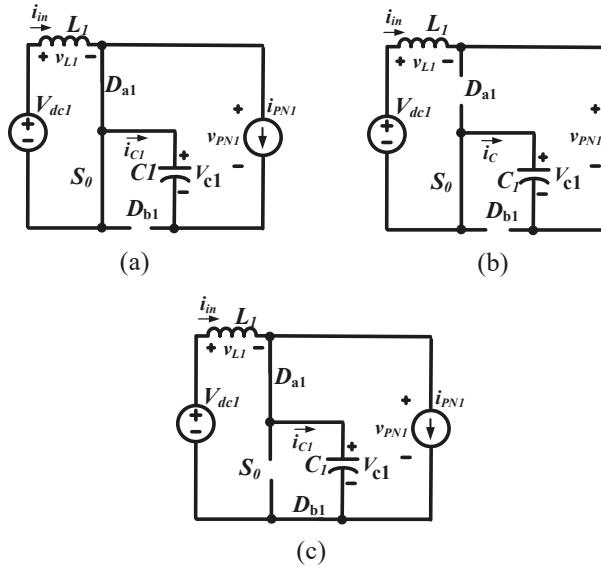 i_in L_1
+ v_L1 −
D_a1
V_dc1
+
−
i_PN1
+
v_PN1
−
i_C1
+
S_0 C1 V_c1
−
D_b1
(a)
i_in L_1
+ v_L1 −
D_a1
V_dc1
+
−
+
v_PN1
−
i_C
+
S_0 C_1 V_c1
−
D_b1
(b)
i_in L_1
+ v_L1 −
D_a1
V_dc1
+
−
i_PN1
+
v_PN1
−
i_C1
+
S_0 C_1 V_c1
−
D_b1
(c)